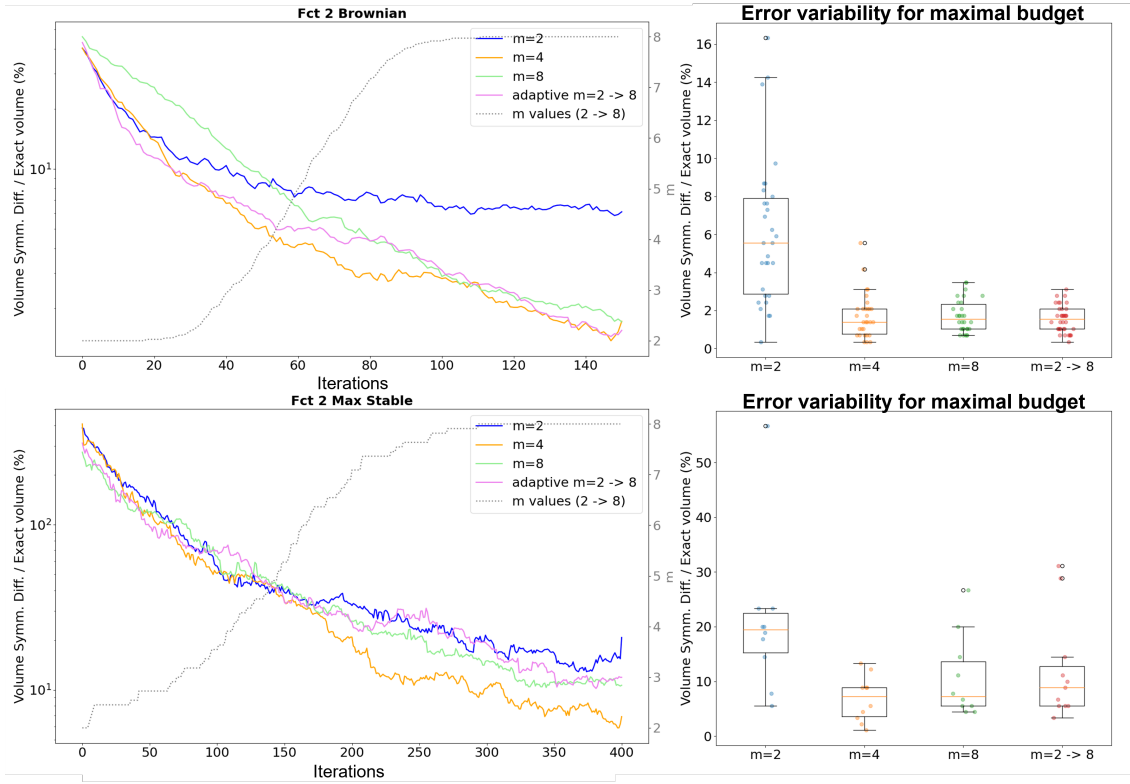 Fct 2 Brownian
Volume Symm. Diff. / Exact volume (%)
10¹
m=2
m=4
m=8
adaptive m=2 -> 8
m values (2 -> 8)
8
7
6
5
4
3
2
m
0 20 40 60 80 100 120 140
Iterations
Error variability for maximal budget
Volume Symm. Diff. / Exact volume (%)
16
14
12
10
8
6
4
2
0
m=2 m=4 m=8 m=2 -> 8
Fct 2 Max Stable
Volume Symm. Diff. / Exact volume (%)
10²
10¹
m=2
m=4
m=8
adaptive m=2 -> 8
m values (2 -> 8)
8
7
6
5
4
3
2
m
0 50 100 150 200 250 300 350 400
Iterations
Error variability for maximal budget
Volume Symm. Diff. / Exact volume (%)
50
40
30
20
10
0
m=2 m=4 m=8 m=2 -> 8